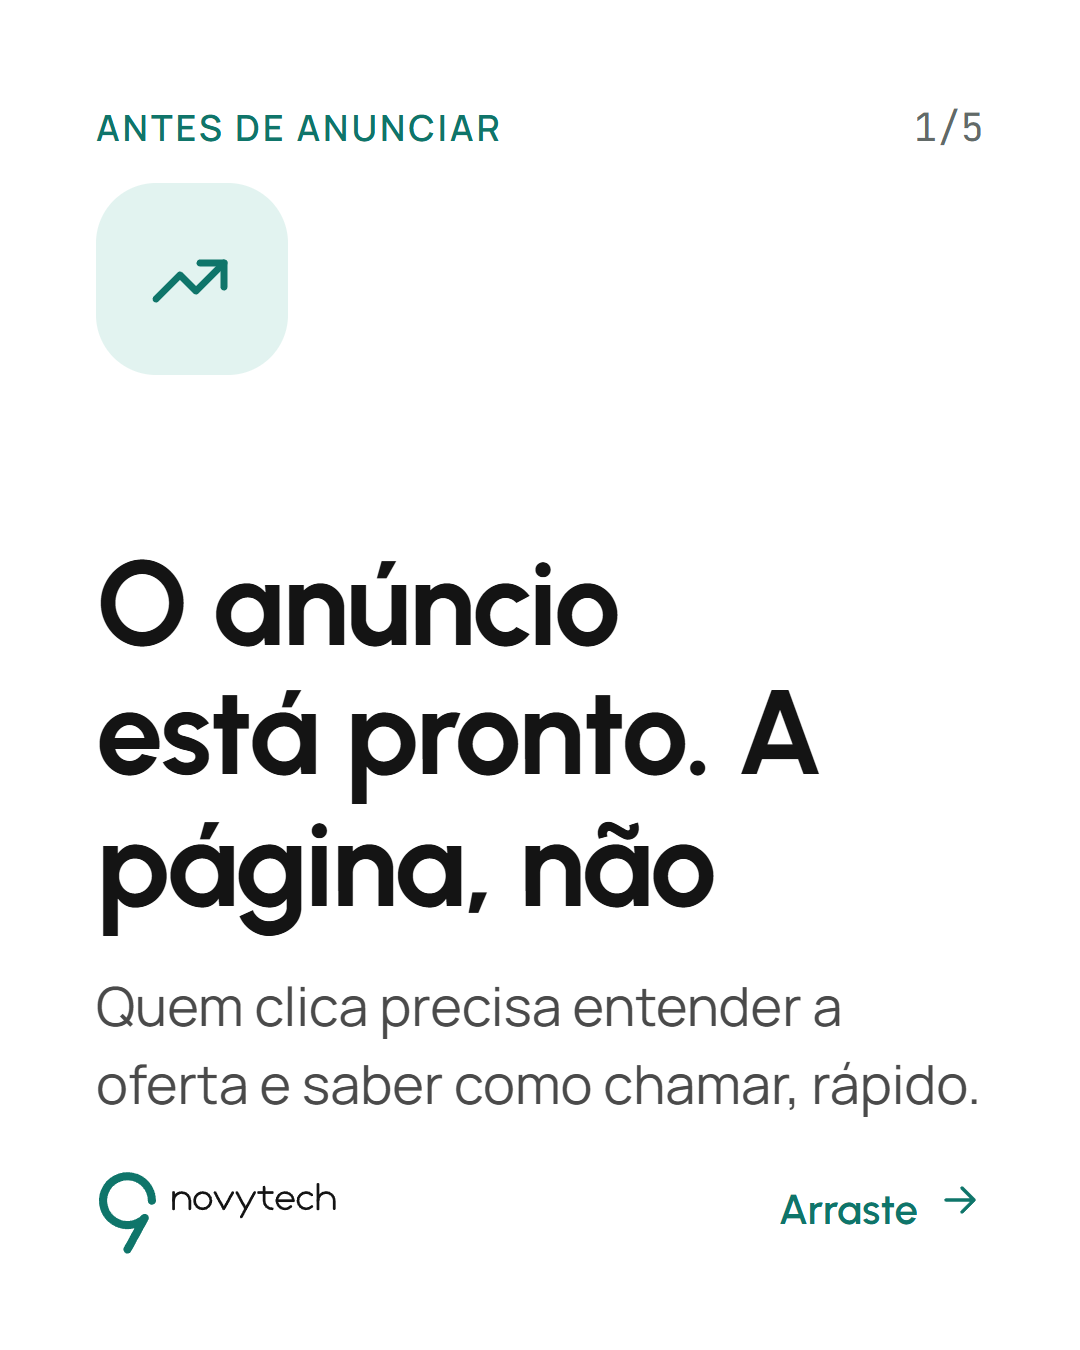 ANTES DE ANUNCIAR
1/5
O anúncio
está pronto. A
página, não
Quem clica precisa entender a
oferta e saber como chamar, rápido.
novytech
Arraste →